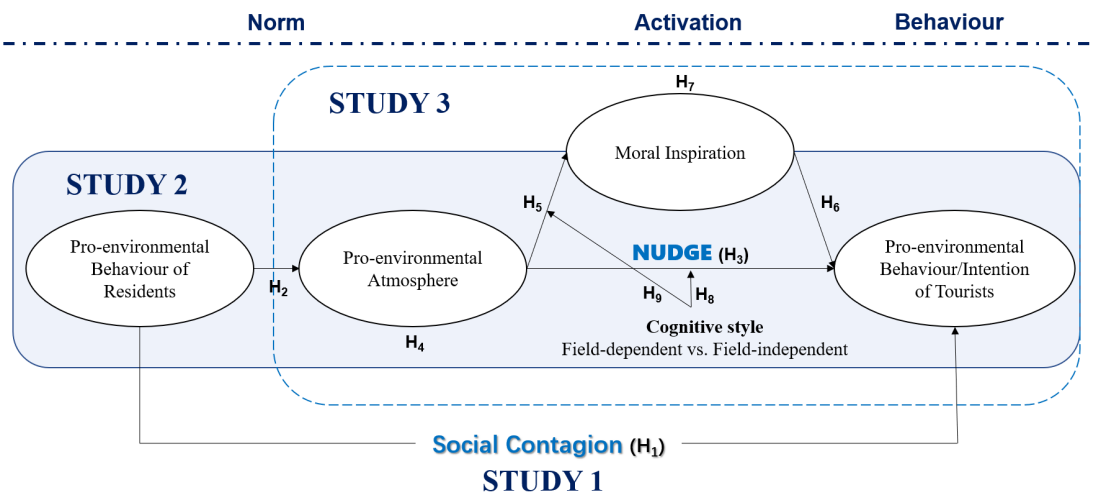 Norm
Activation
Behaviour
STUDY 3
H7
Moral Inspiration
STUDY 2
H5
H6
Pro-environmental
Behaviour of
Residents
H2
Pro-environmental
Atmosphere
H4
NUDGE (H3)
H9
H8
Cognitive style
Field-dependent vs. Field-independent
Pro-environmental
Behaviour/Intention
of Tourists
Social Contagion (H1)
STUDY 1